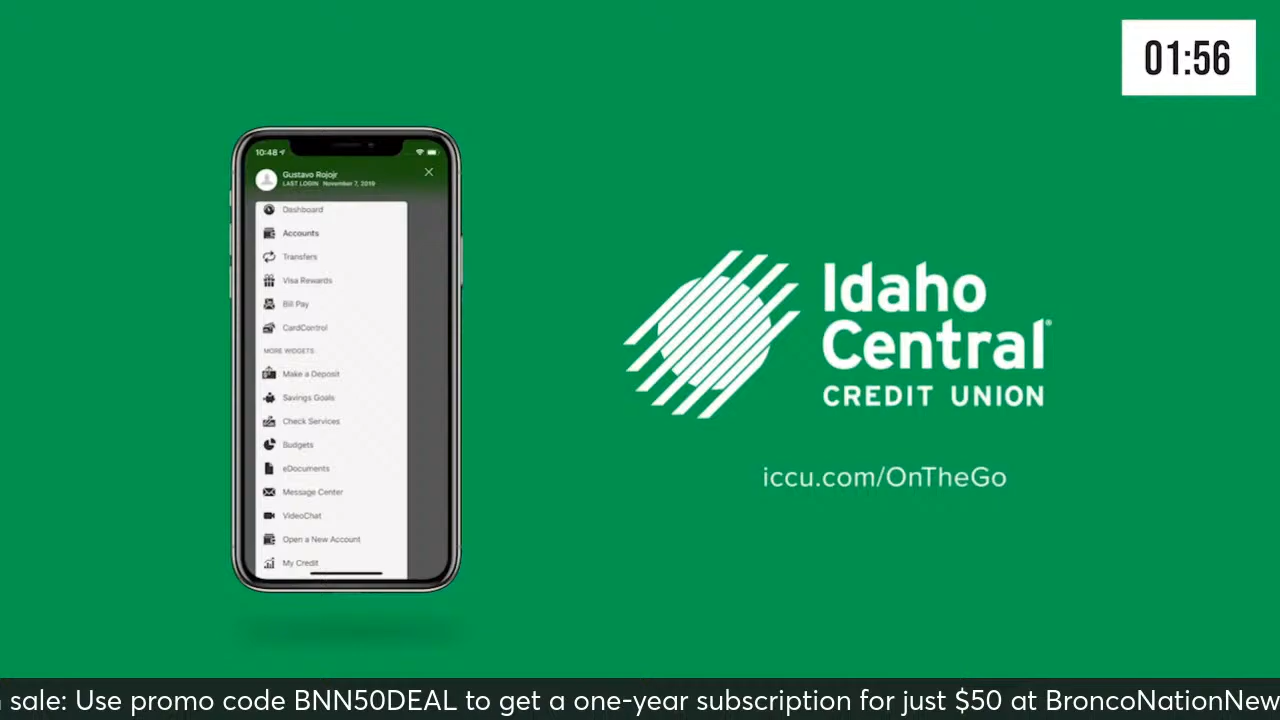 01:56
10:48
Gustavo Rojojr
LAST LOGIN November 7, 2019
Dashboard
Accounts
Transfers
Visa Rewards
Bill Pay
CardControl
MORE WIDGETS
Make a Deposit
Savings Goals
Check Services
Budgets
eDocuments
Message Center
VideoChat
Open a New Account
My Credit
Idaho
Central®
CREDIT UNION
iccu.com/OnTheGo
sale: Use promo code BNN50DEAL to get a one-year subscription for just $50 at BroncoNationNew